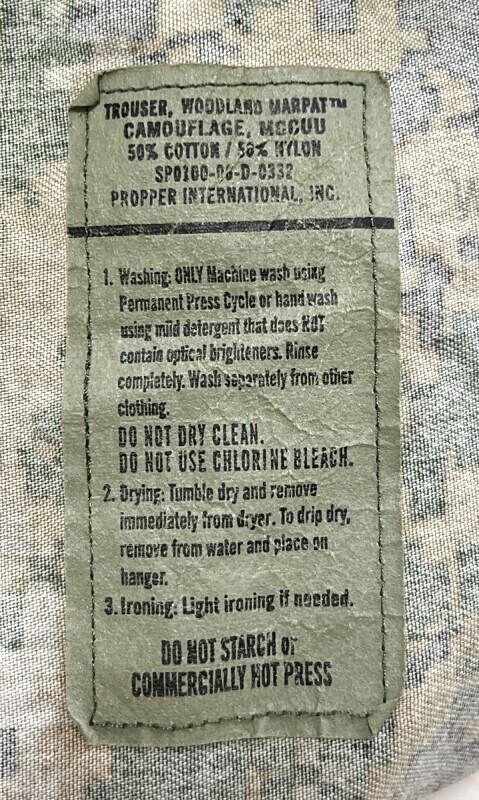 TROUSER, WOODLAND MARPAT™
CAMOUFLAGE, MCCUU
50% COTTON / 50% NYLON
SP0100-06-D-0332
PROPPER INTERNATIONAL, INC.
1. Washing: ONLY Machine wash using
Permanent Press Cycle or hand wash
using mild detergent that does NOT
contain optical brighteners. Rinse
completely. Wash separately from other
clothing.
DO NOT DRY CLEAN.
DO NOT USE CHLORINE BLEACH.
2. Drying: Tumble dry and remove
immediately from dryer. To drip dry,
remove from water and place on
hanger.
3. Ironing: Light ironing if needed.
DO NOT STARCH or
COMMERCIALLY HOT PRESS